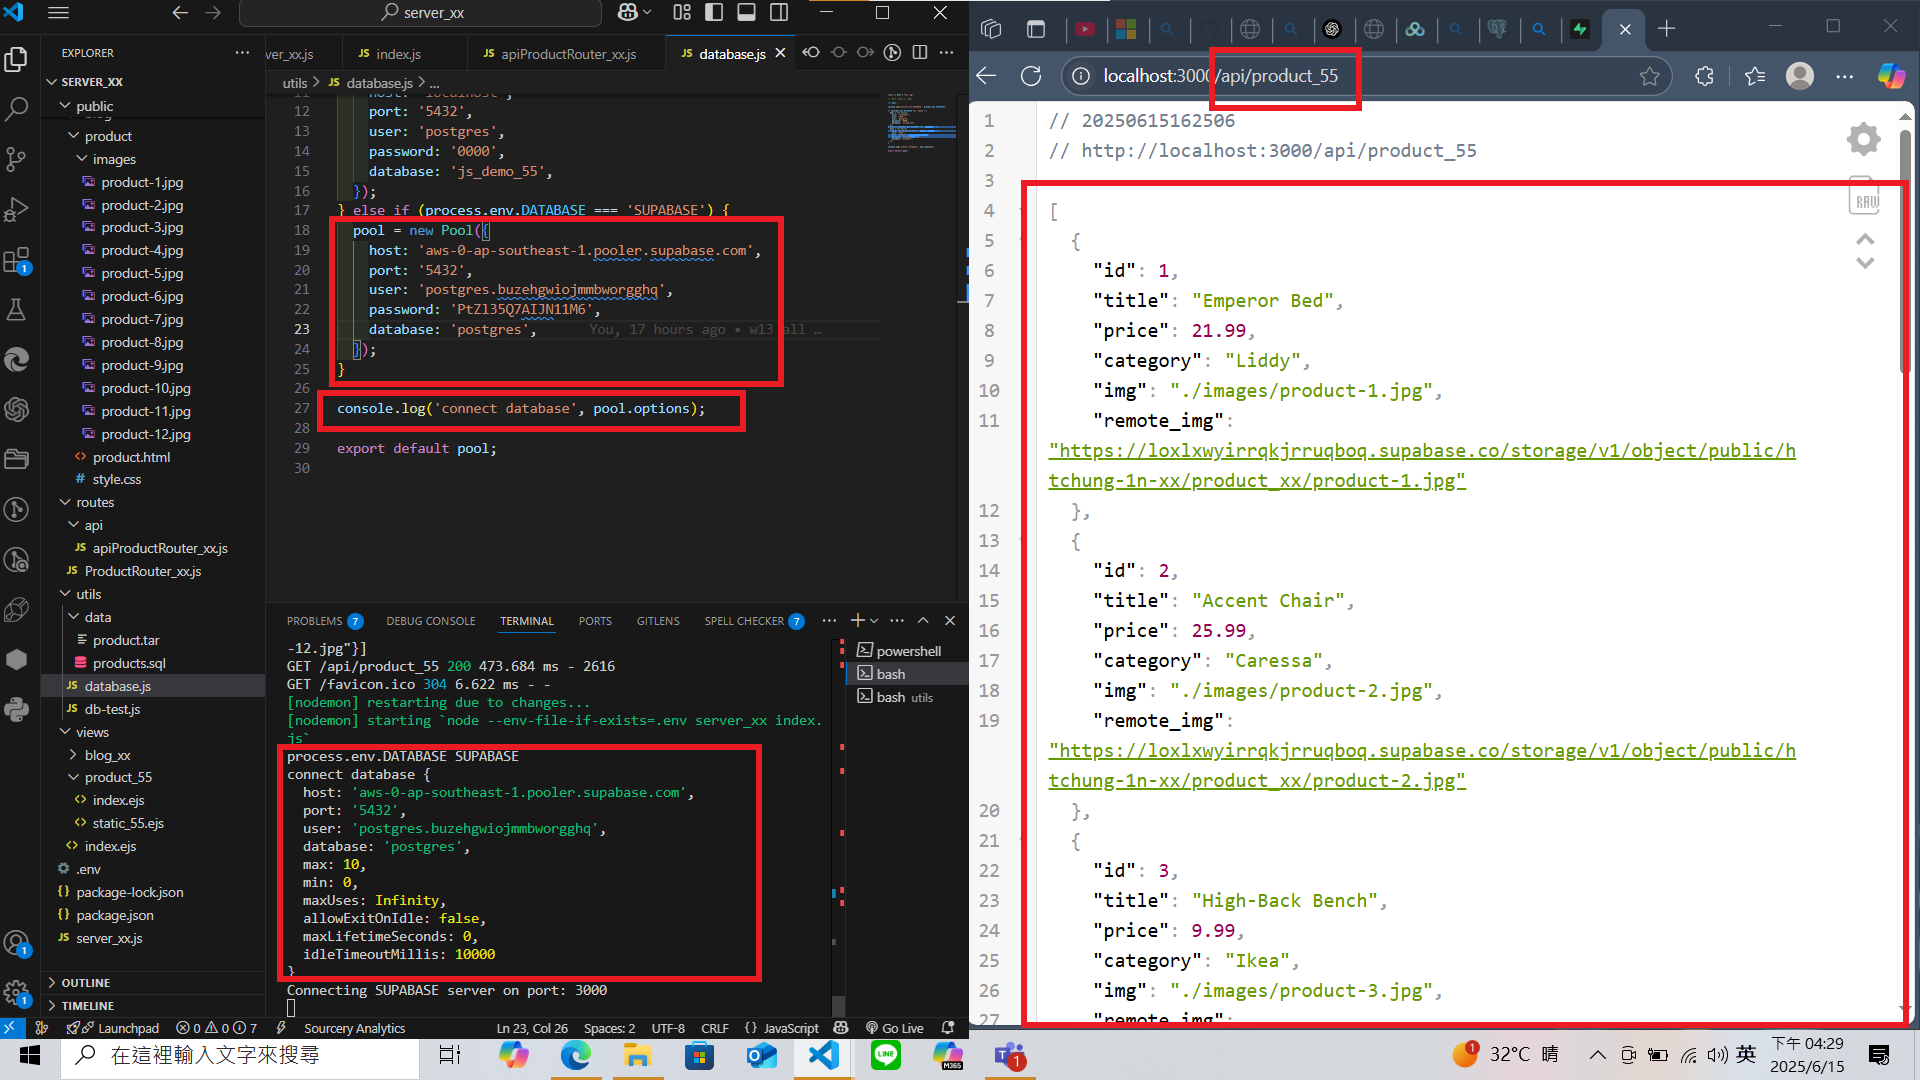 server_xx
EXPLORER
SERVER_XX
public
product
images
product-1.jpg
product-2.jpg
product-3.jpg
product-4.jpg
product-5.jpg
product-6.jpg
product-7.jpg
product-8.jpg
product-9.jpg
product-10.jpg
product-11.jpg
product-12.jpg
product.html
style.css
routes
api
apiProductRouter_xx.js
ProductRouter_xx.js
utils
data
product.tar
products.sql
database.js
db-test.js
views
blog_xx
product_55
index.ejs
static_55.ejs
index.ejs
.env
package-lock.json
package.json
server_xx.js
OUTLINE
TIMELINE
ver_xx.js
index.js
apiProductRouter_xx.js
database.js
utils > database.js > ...
12 port: '5432',
13 user: 'postgres',
14 password: '0000',
15 database: 'js_demo_55',
16 });
17 } else if (process.env.DATABASE === 'SUPABASE') {
18 pool = new Pool({
19 host: 'aws-0-ap-southeast-1.pooler.supabase.com',
20 port: '5432',
21 user: 'postgres.buzehgwiojmmbworgghq',
22 password: 'PtZl35Q7AIJN11M6',
23 database: 'postgres', You, 17 hours ago • w13 all …
24 });
25 }
26
27 console.log('connect database', pool.options);
28
29 export default pool;
30
PROBLEMS 7 DEBUG CONSOLE TERMINAL PORTS GITLENS SPELL CHECKER 7
-12.jpg"}]
GET /api/product_55 200 473.684 ms - 2616
GET /favicon.ico 304 6.622 ms - -
[nodemon] restarting due to changes...
[nodemon] starting `node --env-file-if-exists=.env server_xx index.
js`
process.env.DATABASE SUPABASE
connect database {
host: 'aws-0-ap-southeast-1.pooler.supabase.com',
port: '5432',
user: 'postgres.buzehgwiojmmbworgghq',
database: 'postgres',
max: 10,
min: 0,
maxUses: Infinity,
allowExitOnIdle: false,
maxLifetimeSeconds: 0,
idleTimeoutMillis: 10000
}
Connecting SUPABASE server on port: 3000
powershell
bash
bash utils
Launchpad 0 0 7 Sourcery Analytics Ln 23, Col 26 Spaces: 2 UTF-8 CRLF {} JavaScript Go Live
localhost:3000/api/product_55
1 // 20250615162506
2 // http://localhost:3000/api/product_55
3
4 [
5 {
6 "id": 1,
7 "title": "Emperor Bed",
8 "price": 21.99,
9 "category": "Liddy",
10 "img": "./images/product-1.jpg",
11 "remote_img":
"https://loxlxwyirrqkjrruqboq.supabase.co/storage/v1/object/public/h
tchung-1n-xx/product_xx/product-1.jpg"
12 },
13 {
14 "id": 2,
15 "title": "Accent Chair",
16 "price": 25.99,
17 "category": "Caressa",
18 "img": "./images/product-2.jpg",
19 "remote_img":
"https://loxlxwyirrqkjrruqboq.supabase.co/storage/v1/object/public/h
tchung-1n-xx/product_xx/product-2.jpg"
20 },
21 {
22 "id": 3,
23 "title": "High-Back Bench",
24 "price": 9.99,
25 "category": "Ikea",
26 "img": "./images/product-3.jpg",
27 "remote_img":
RAW
在這裡輸入文字來搜尋
32°C 晴
英
下午 04:29
2025/6/15